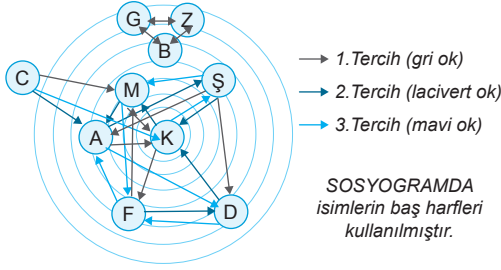 G Z
B
C
M Ş
A K
F D
1.Tercih (gri ok)
2.Tercih (lacivert ok)
3.Tercih (mavi ok)
SOSYOGRAMDA
isimlerin baş harfleri
kullanılmıştır.